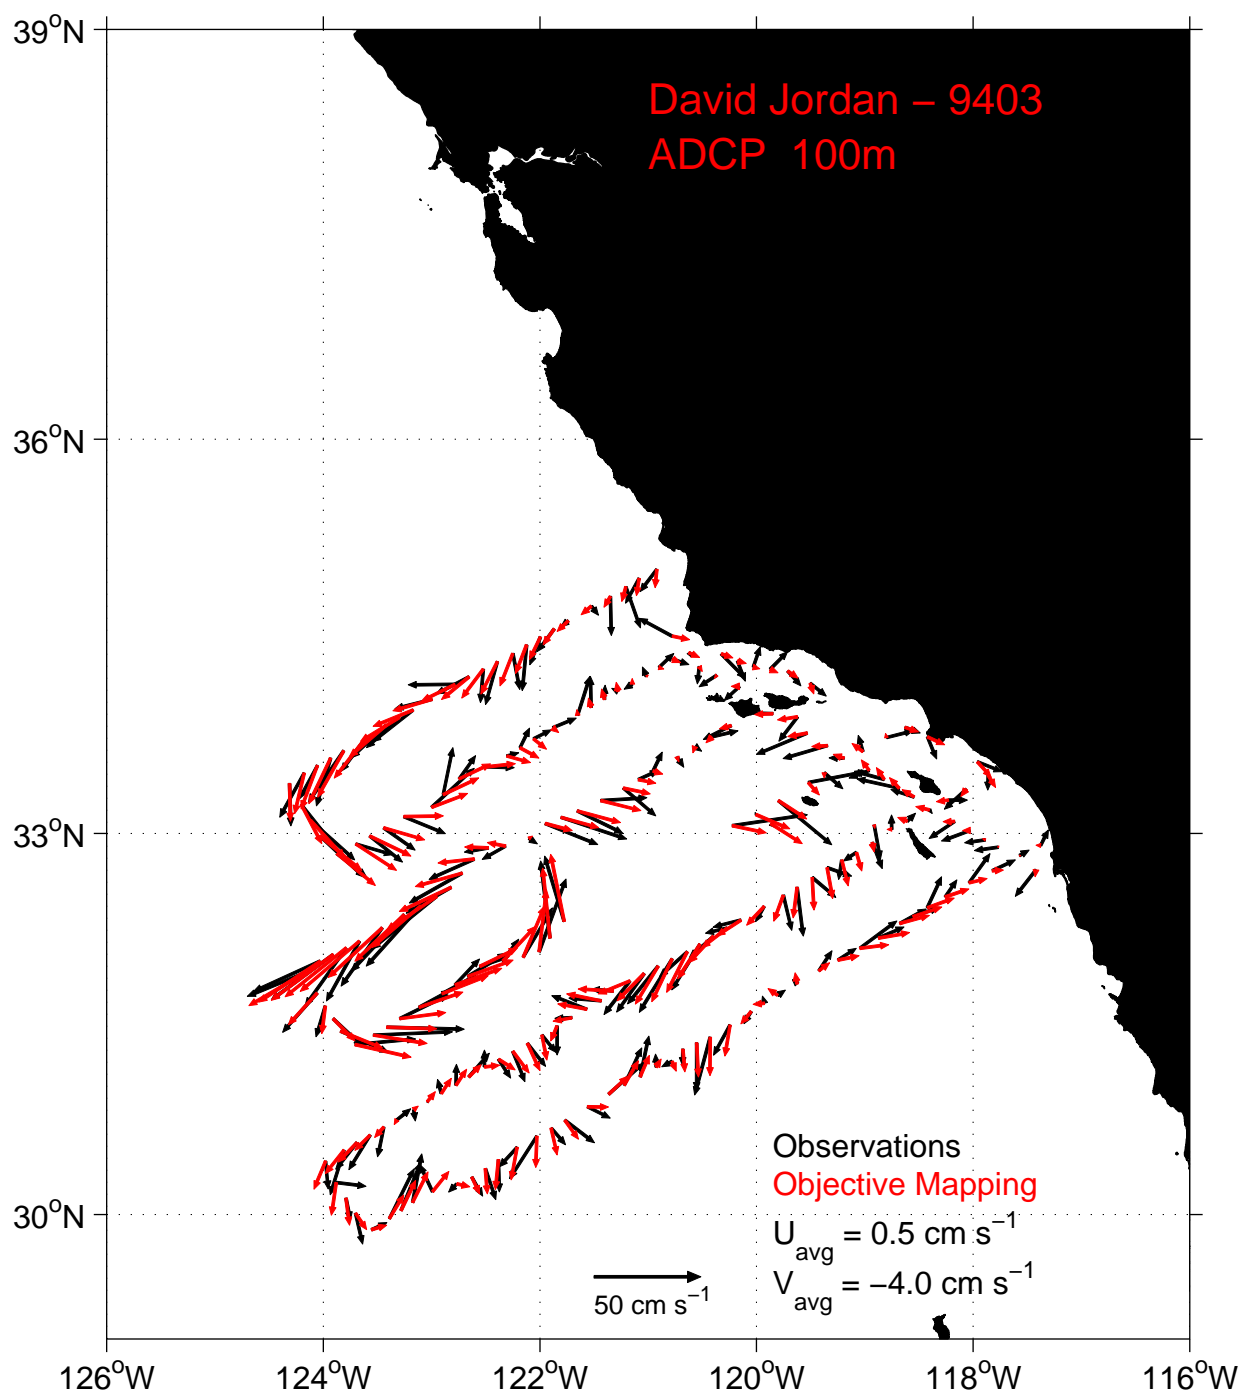 39°N
David Jordan – 9403
ADCP 100m
36°N
33°N
30°N
Observations
Objective Mapping
U_avg = 0.5 cm s⁻¹
V_avg = −4.0 cm s⁻¹
50 cm s⁻¹
126°W 124°W 122°W 120°W 118°W 116°W